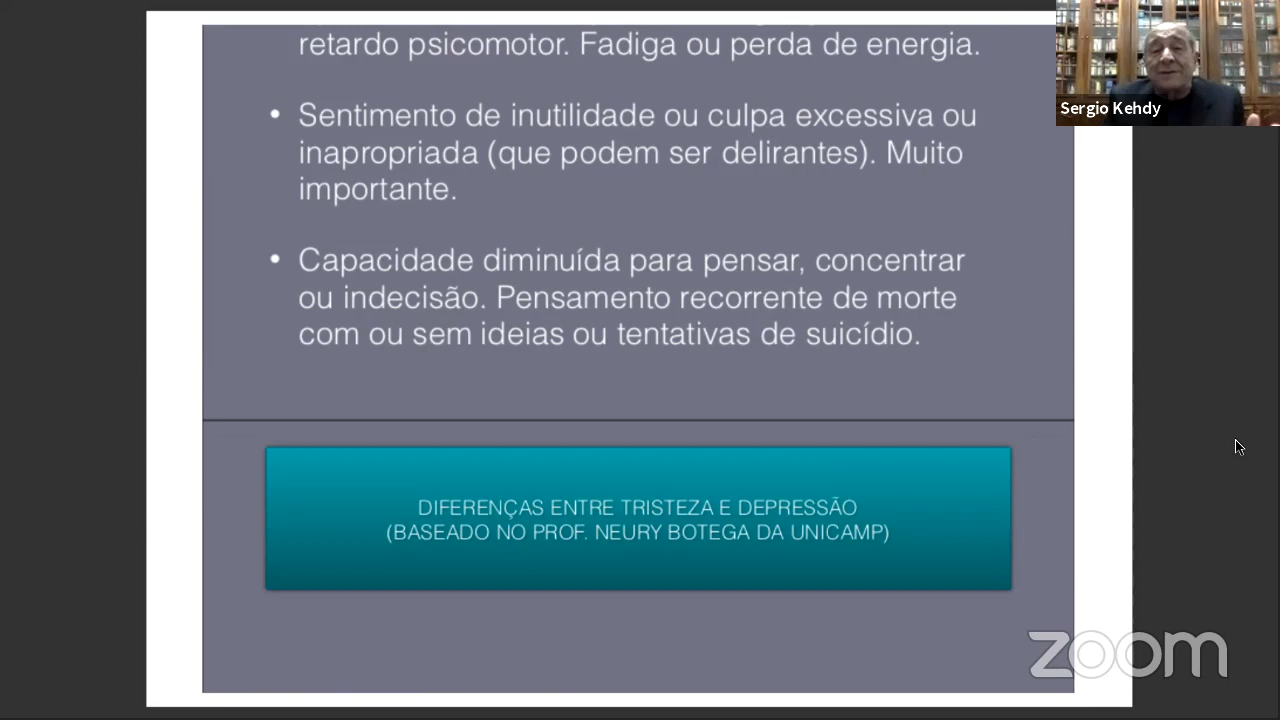 retardo psicomotor. Fadiga ou perda de energia.
• Sentimento de inutilidade ou culpa excessiva ou
inapropriada (que podem ser delirantes). Muito
importante.
• Capacidade diminuída para pensar, concentrar
ou indecisão. Pensamento recorrente de morte
com ou sem ideias ou tentativas de suicídio.
DIFERENÇAS ENTRE TRISTEZA E DEPRESSÃO
(BASEADO NO PROF. NEURY BOTEGA DA UNICAMP)
Sergio Kehdy
zoom